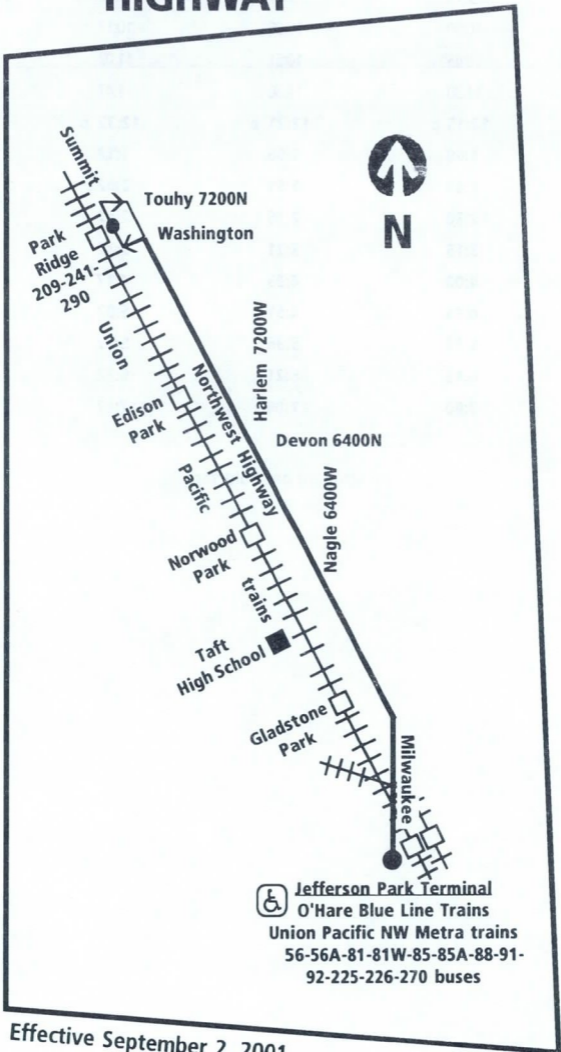 HIGHWAY
Summit
Touhy 7200N
Washington
Park
Ridge
209-241-
290
Union
Harlem 7200W
Northwest Highway
Edison
Park
Devon 6400N
Pacific
Nagle 6400W
Norwood
Park
trains
Taft
High School
Gladstone
Park
Milwaukee
N
Jefferson Park Terminal
O'Hare Blue Line Trains
Union Pacific NW Metra trains
56-56A-81-81W-85-85A-88-91-
92-225-226-270 buses
Effective September 2, 2001